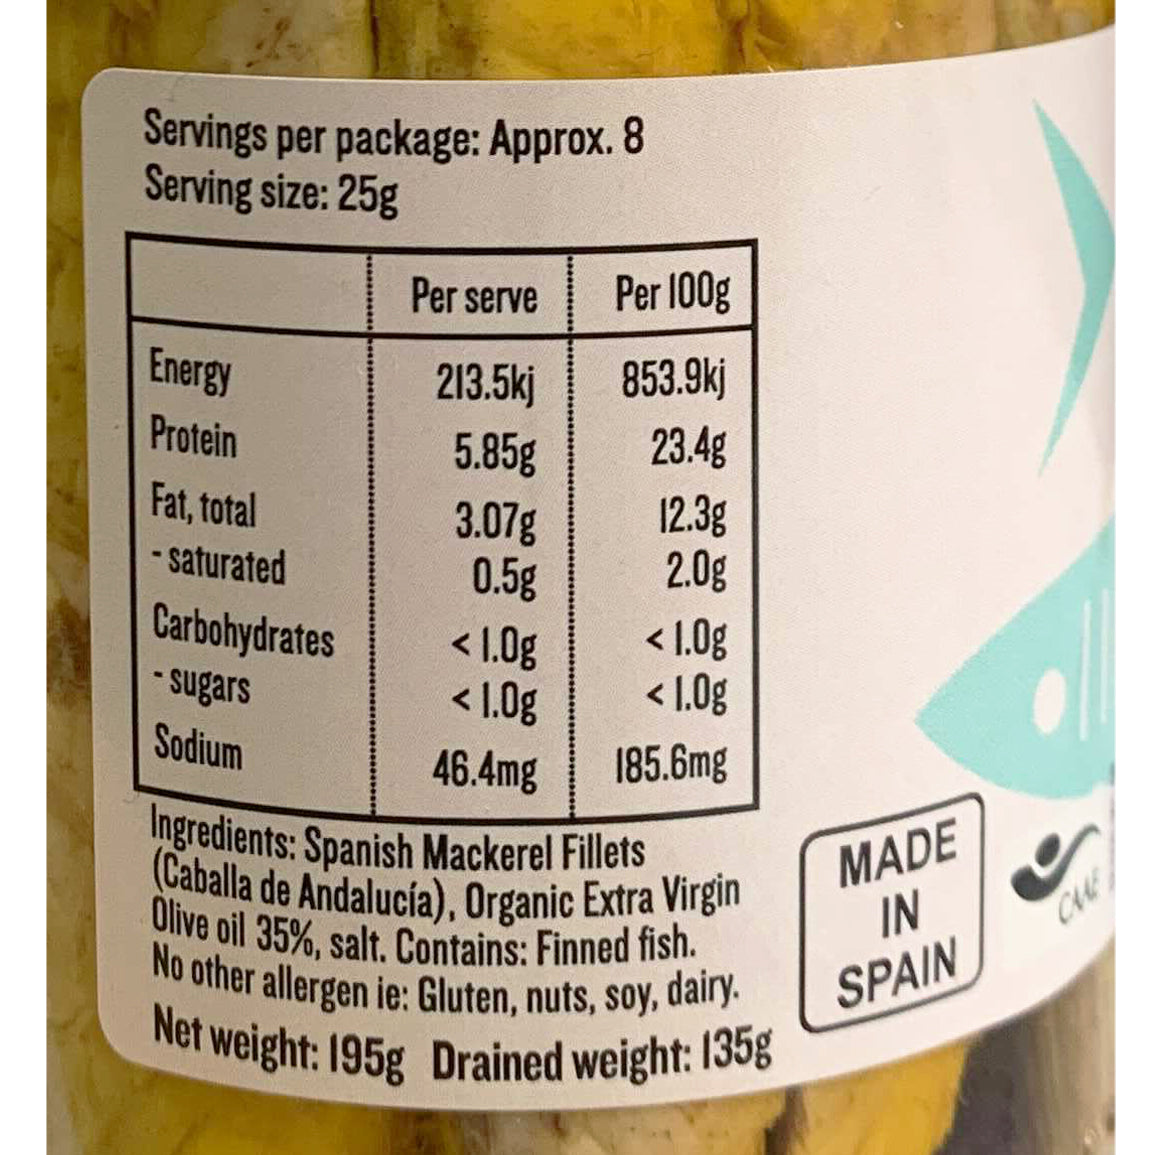 Servings per package: Approx. 8
Serving size: 25g
Per serve Per 100g
Energy 213.5kj 853.9kj
Protein 5.85g 23.4g
Fat, total 3.07g 12.3g
- saturated 0.5g 2.0g
Carbohydrates < 1.0g < 1.0g
- sugars < 1.0g < 1.0g
Sodium 46.4mg 185.6mg
Ingredients: Spanish Mackerel Fillets
(Caballa de Andalucía), Organic Extra Virgin
Olive oil 35%, salt. Contains: Finned fish.
No other allergen ie: Gluten, nuts, soy, dairy.
Net weight: 195g Drained weight: 135g
MADE
IN
SPAIN
CAAE